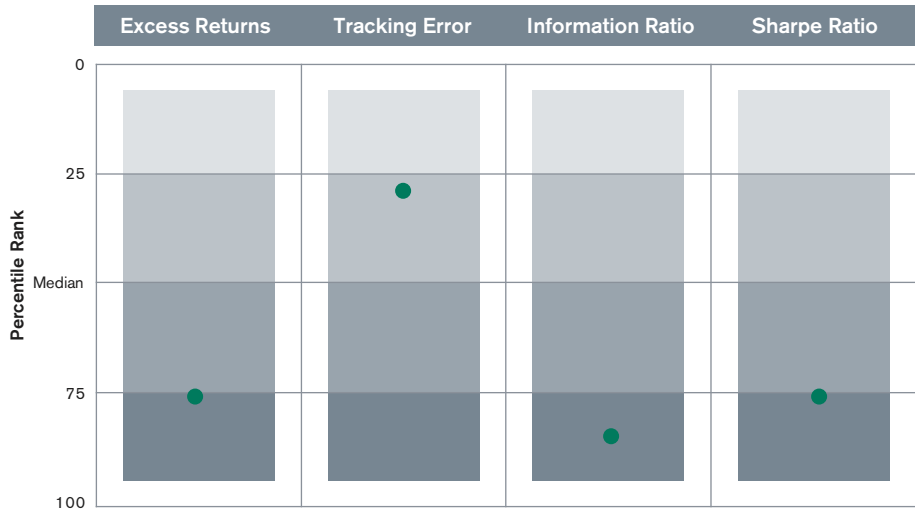 Excess Returns Tracking Error Information Ratio Sharpe Ratio
0
25
Median
75
100
Percentile Rank